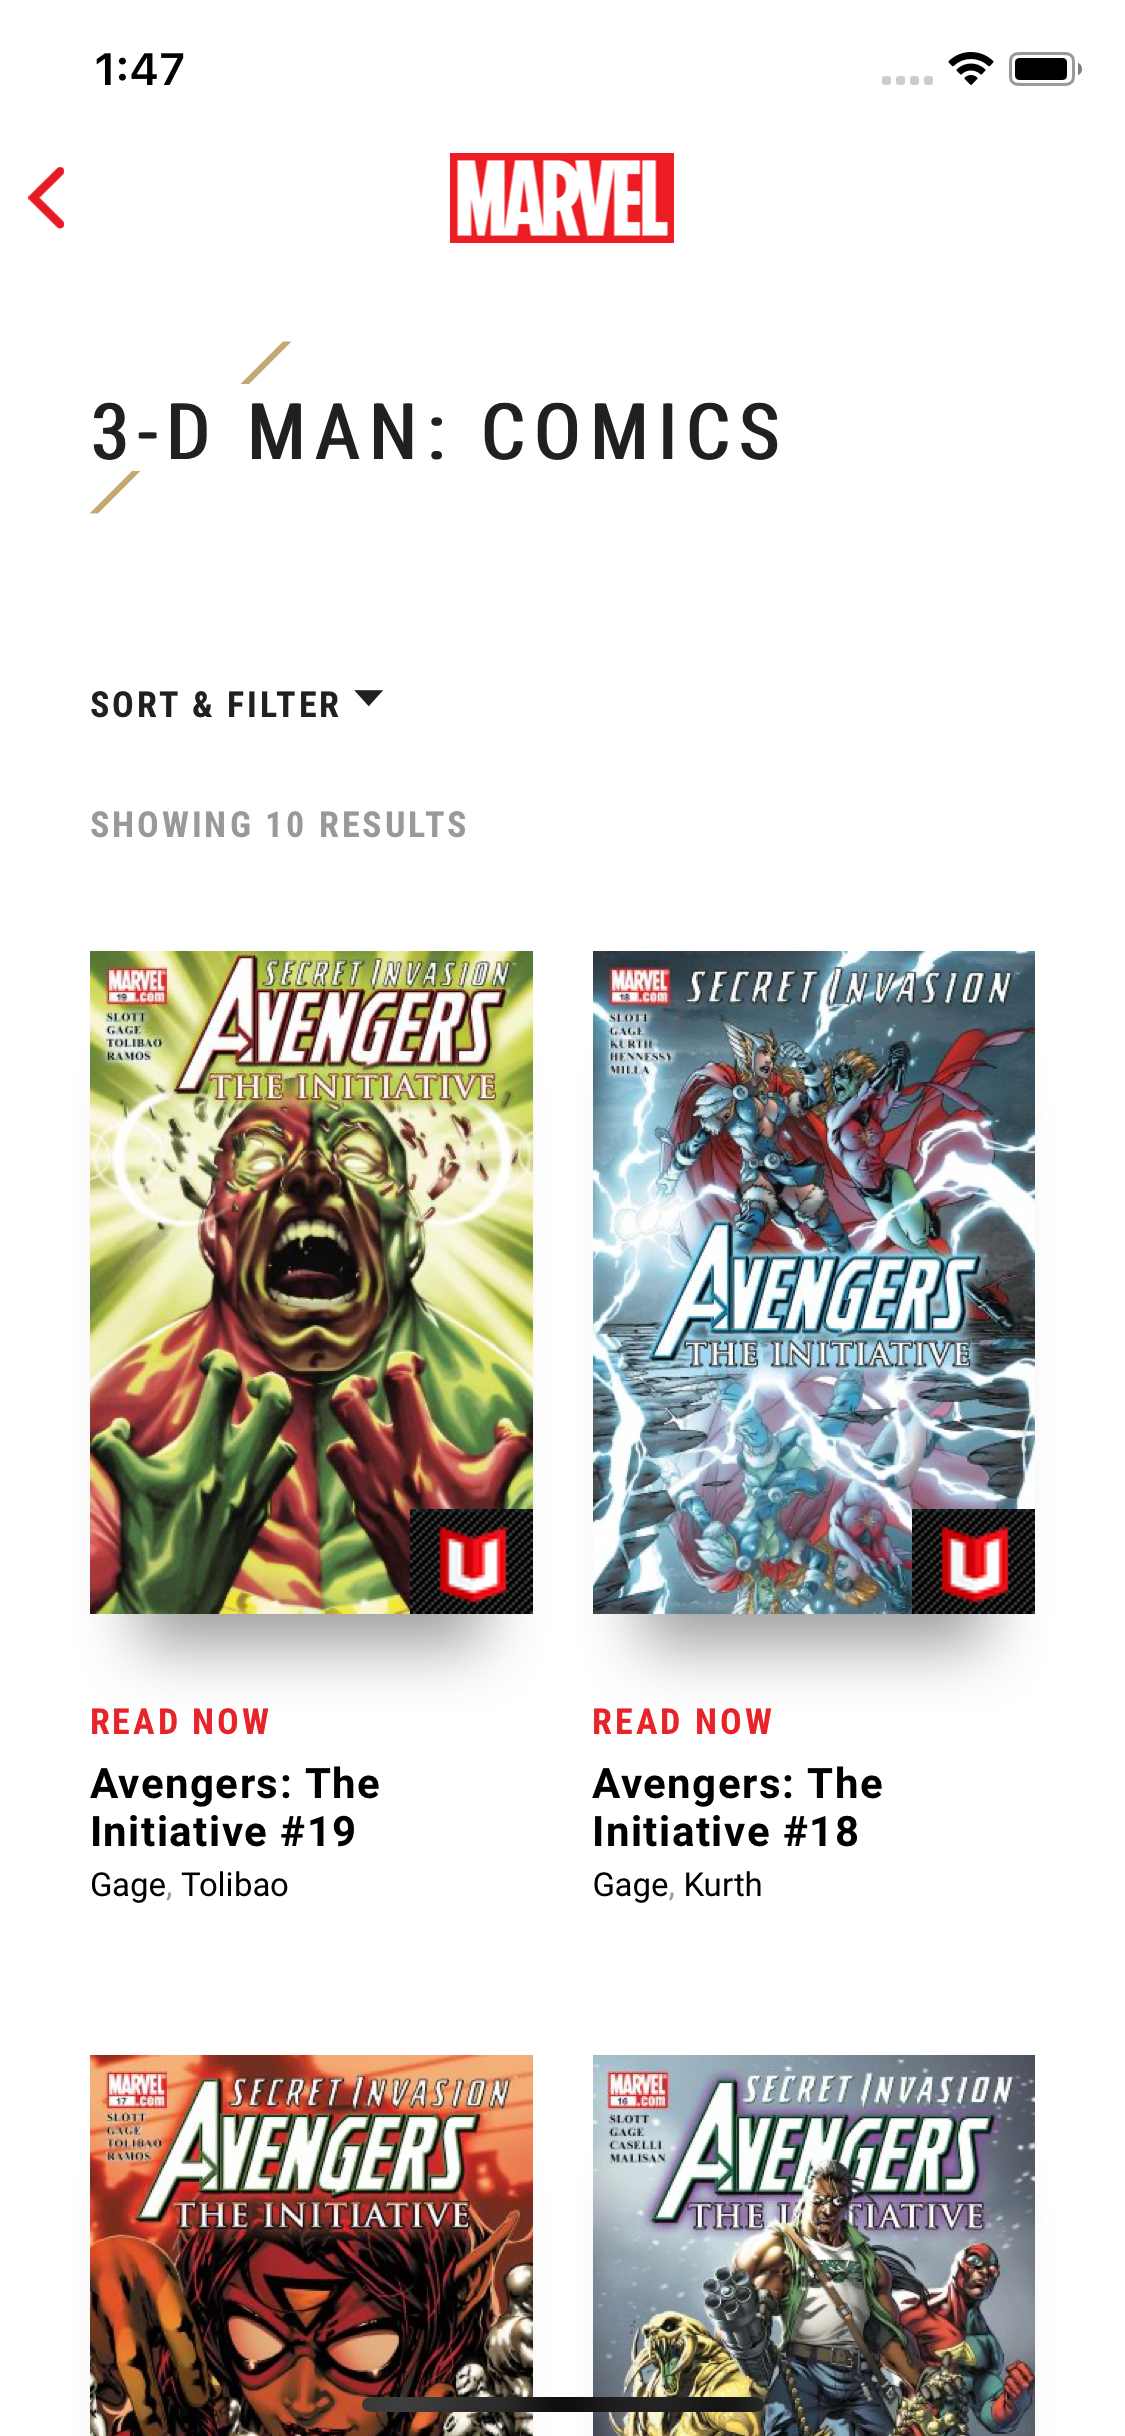 1:47
MARVEL
3-D MAN: COMICS
SORT & FILTER
SHOWING 10 RESULTS
MARVEL
19 .com
SLOTT
GAGE
TOLIBAO
RAMOS
SECRET INVASION
AVENGERS
THE INITIATIVE
U
MARVEL
18 .com
SLOTT
GAGE
KURTH
HENNESSY
MILLA
SECRET INVASION
AVENGERS
THE INITIATIVE
U
READ NOW
Avengers: The
Initiative #19
Gage, Tolibao
READ NOW
Avengers: The
Initiative #18
Gage, Kurth
MARVEL
17 .com
SLOTT
GAGE
TOLIBAO
RAMOS
SECRET INVASION
AVENGERS
THE INITIATIVE
MARVEL
16 .com
SLOTT
GAGE
CASELLI
MALISAN
SECRET INVASION
AVENGERS
THE INITIATIVE